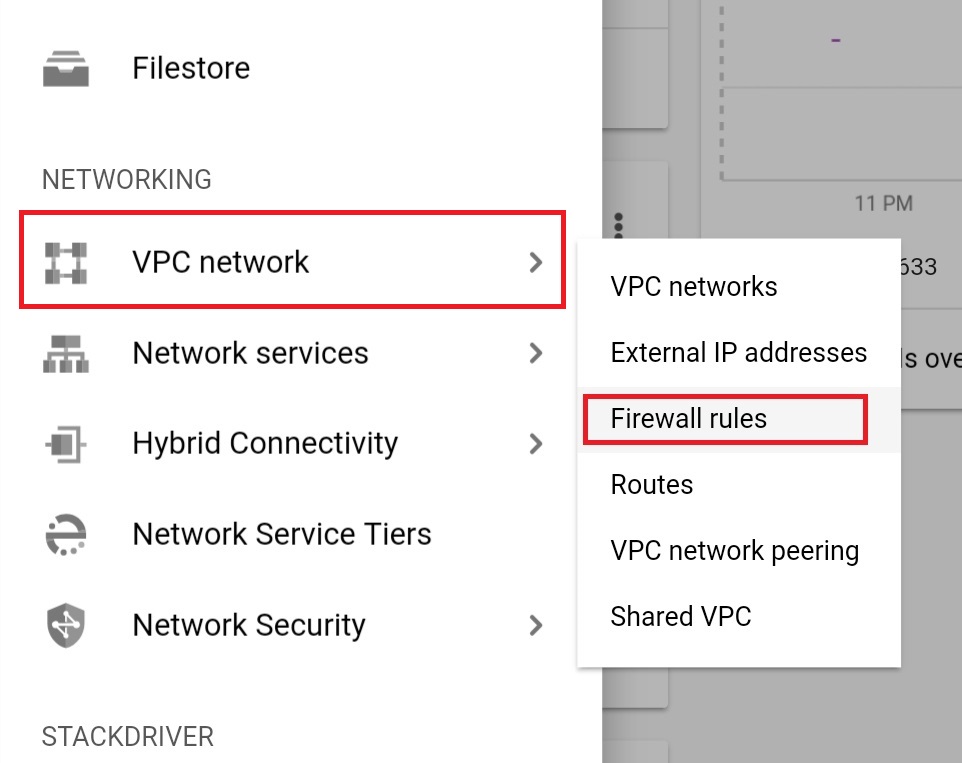 Filestore
NETWORKING
VPC network
Network services
Hybrid Connectivity
Network Service Tiers
Network Security
STACKDRIVER
VPC networks
External IP addresses
Firewall rules
Routes
VPC network peering
Shared VPC
11 PM
633
ls ove